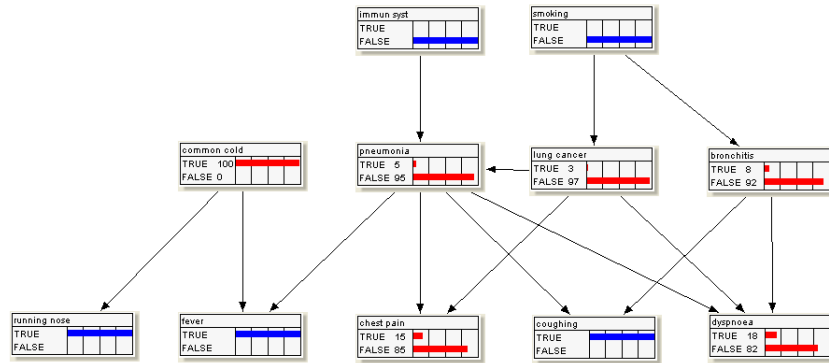 immun syst
TRUE
FALSE
smoking
TRUE
FALSE
common cold
TRUE 100
FALSE 0
pneumonia
TRUE 5
FALSE 95
lung cancer
TRUE 3
FALSE 97
bronchitis
TRUE 8
FALSE 92
running nose
TRUE
FALSE
fever
TRUE
FALSE
chest pain
TRUE 15
FALSE 85
coughing
TRUE
FALSE
dyspnoea
TRUE 18
FALSE 82